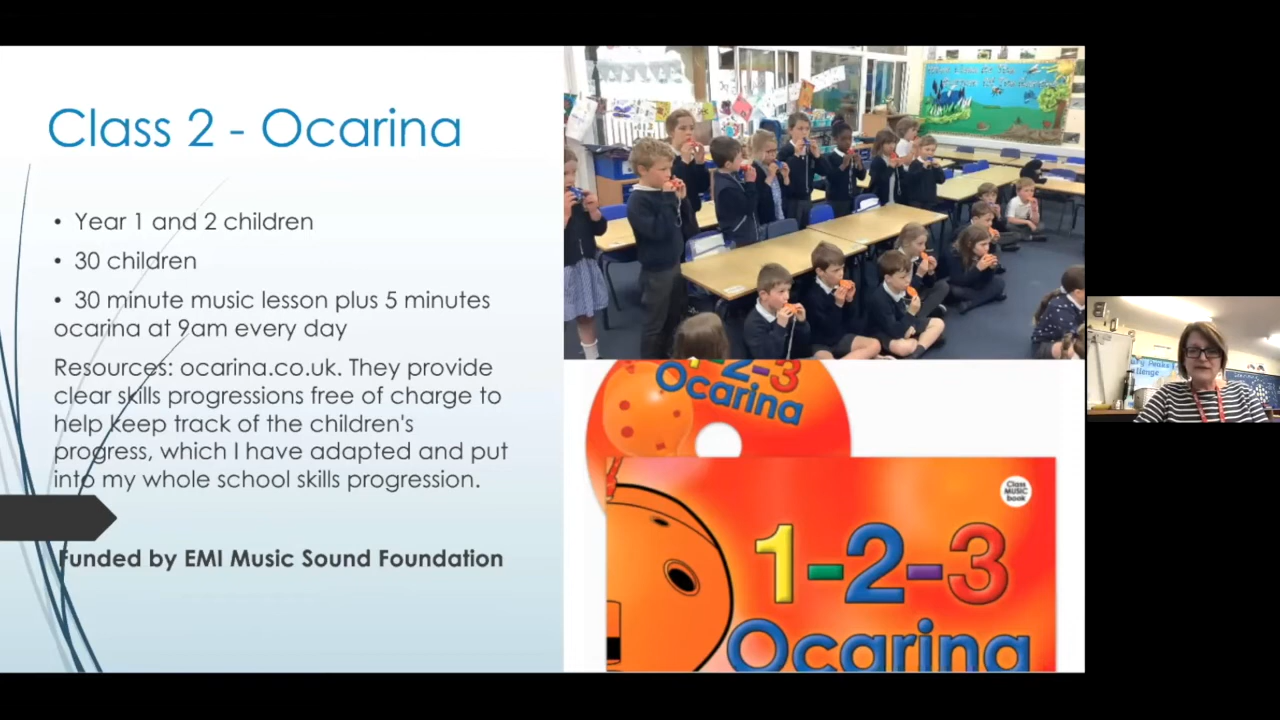 Class 2 - Ocarina
• Year 1 and 2 children
• 30 children
• 30 minute music lesson plus 5 minutes
ocarina at 9am every day
Resources: ocarina.co.uk. They provide
clear skills progressions free of charge to
help keep track of the children's
progress, which I have adapted and put
into my whole school skills progression.
Funded by EMI Music Sound Foundation
1-2-3
Ocarina
Class
MUSIC
book
1-2-3
Ocarina